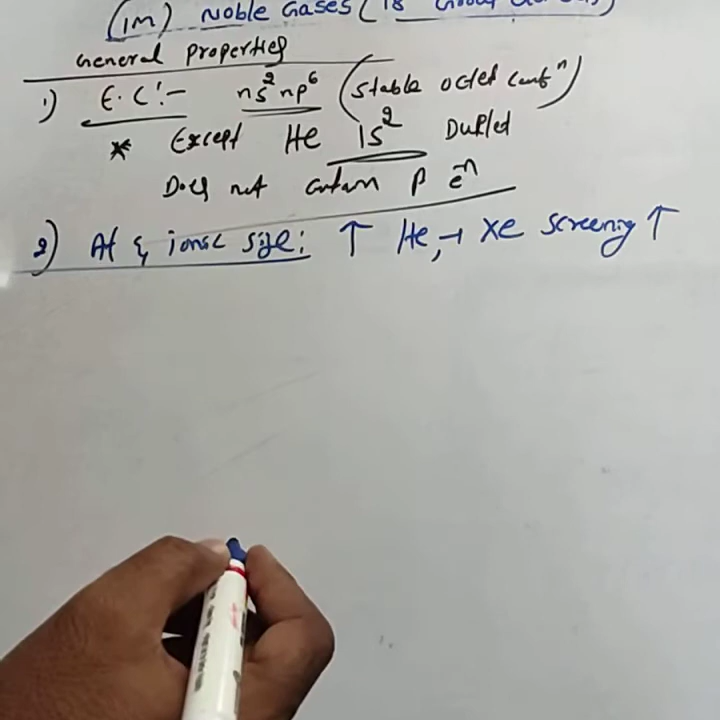 (1M) Noble Gases (18
General Properties
1) E.C:- ns² np⁶ (Stable octet confⁿ)
* Except He 1s² Duplet
Does not contain p e⁻ⁿ
2) At & ionic size: ↑ He, → Xe screening ↑